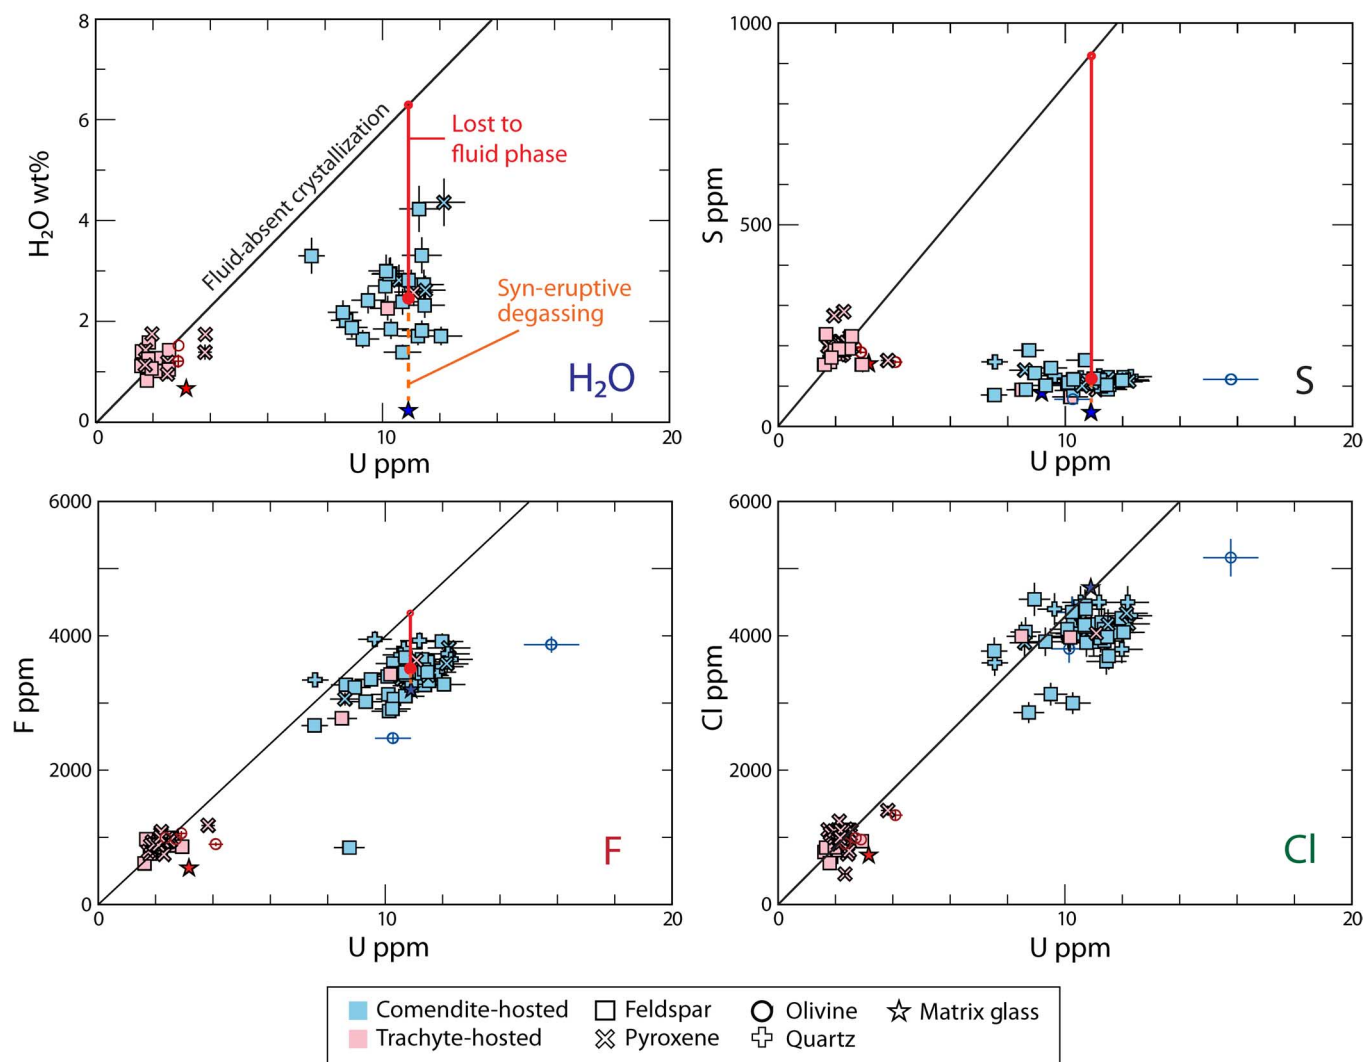 8
6
4
2
0
H₂O wt%
Fluid-absent crystallization
Lost to
fluid phase
Syn-eruptive
degassing
H₂O
0
10
20
U ppm
1000
500
0
S ppm
S
0
10
20
U ppm
6000
4000
2000
0
F ppm
F
0
10
20
U ppm
6000
4000
2000
0
Cl ppm
Cl
0
10
20
U ppm
Comendite-hosted Feldspar Olivine Matrix glass
Trachyte-hosted Pyroxene Quartz